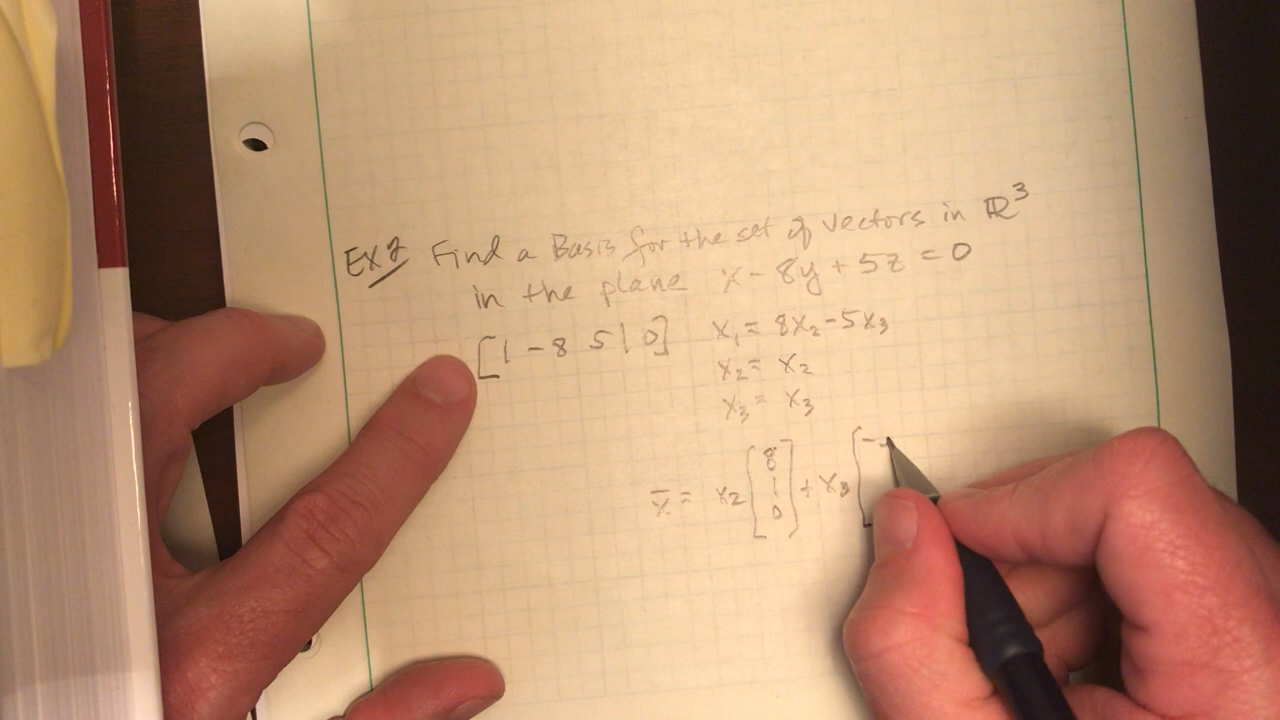 EX 2 Find a Basis for the set of vectors in ℝ³
in the plane x - 8y + 5z = 0
[1 -8 5 | 0] x₁ = 8x₂ - 5x₃
x₂ = x₂
x₃ = x₃
x̄ = x₂ [8 1 0] + x₃ [-